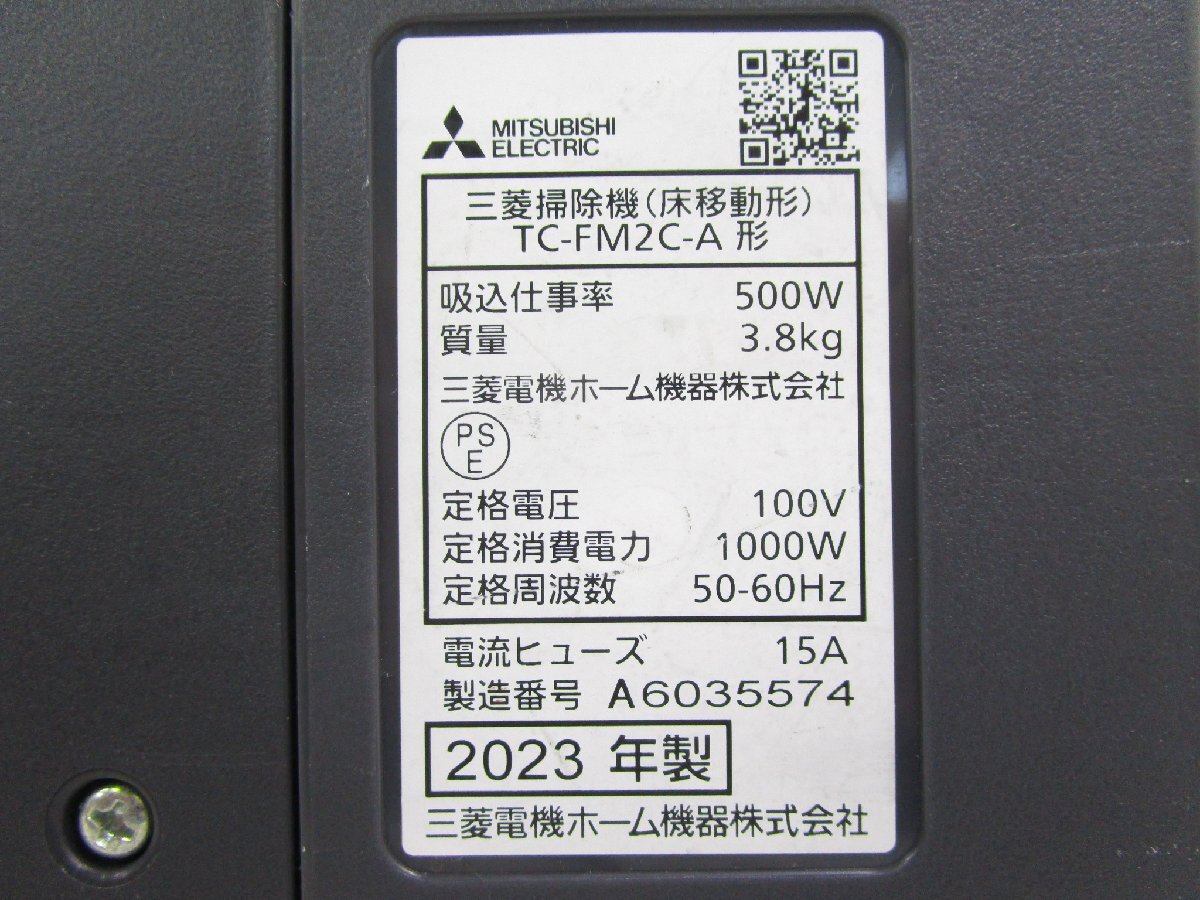 MITSUBISHI
ELECTRIC
三菱掃除機(床移動形)
TC-FM2C-A 形
吸込仕事率 500W
質量 3.8kg
三菱電機ホーム機器株式会社
PS
E
定格電圧 100V
定格消費電力 1000W
定格周波数 50-60Hz
電流ヒューズ 15A
製造番号 A6035574
2023 年製
三菱電機ホーム機器株式会社